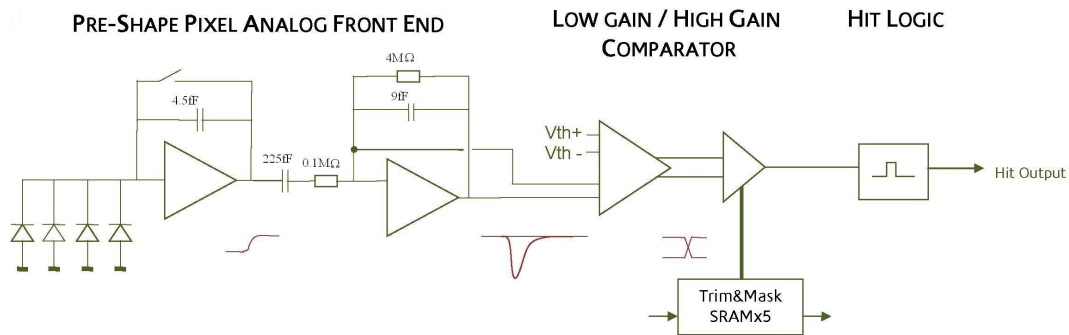 PRE-SHAPE PIXEL ANALOG FRONT END
LOW GAIN / HIGH GAIN
COMPARATOR
HIT LOGIC
4.5fF
225fF
0.1MΩ
4MΩ
9fF
Vth+
Vth -
Hit Output
Trim&Mask
SRAMx5